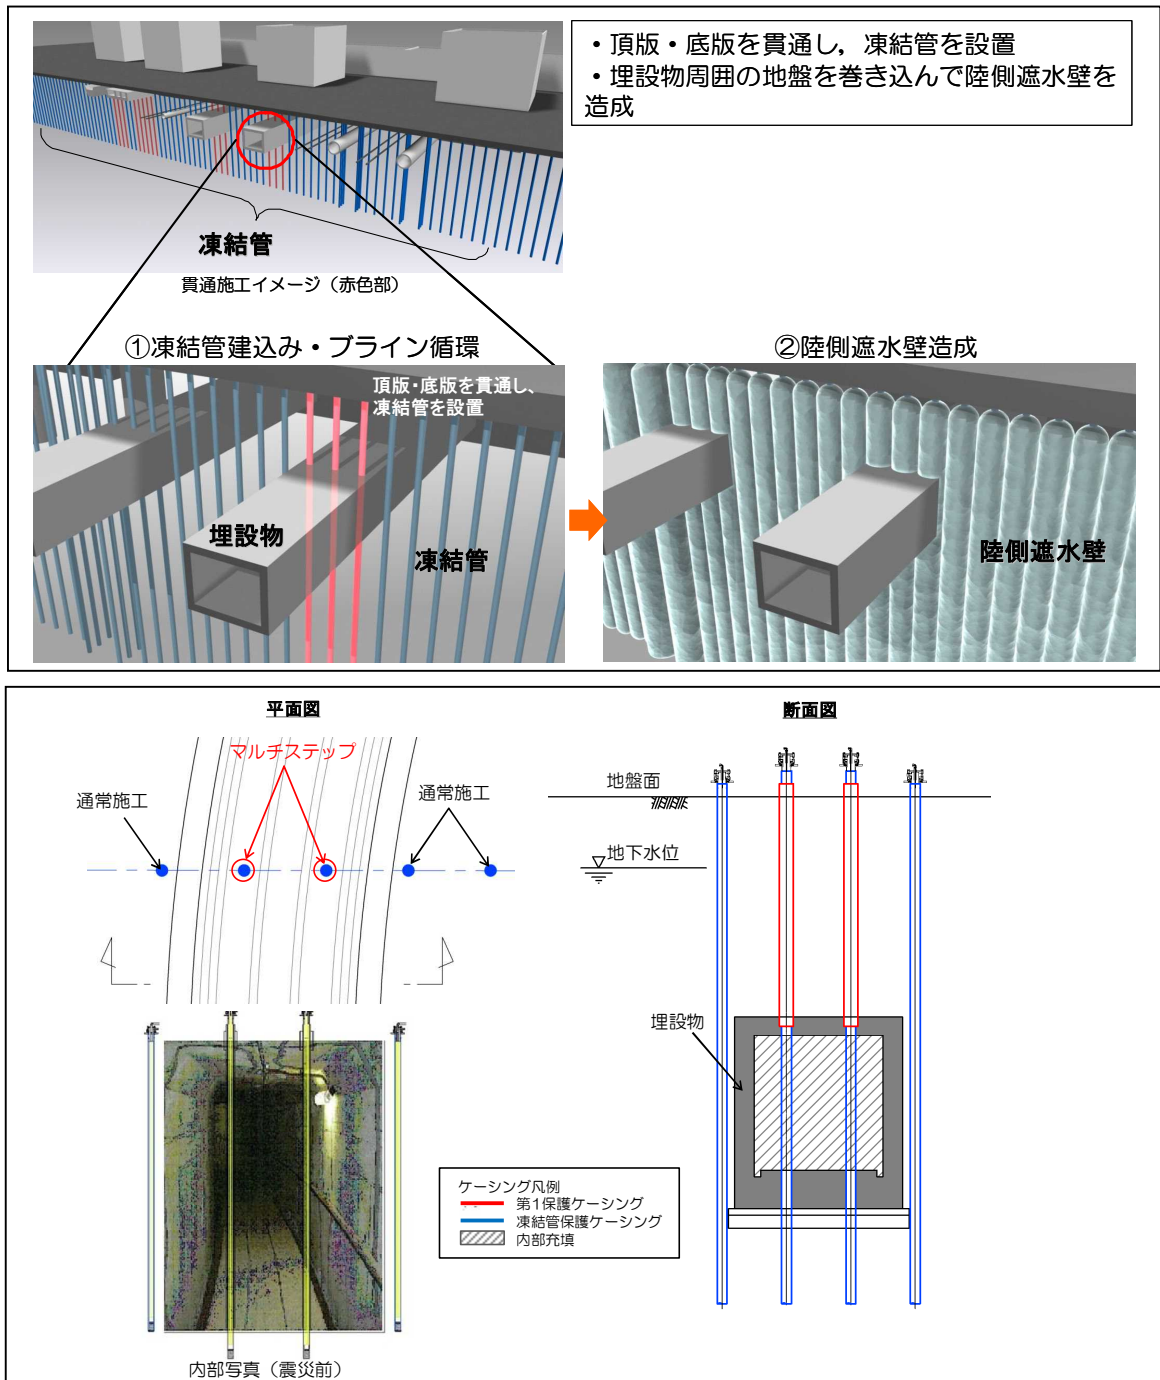 ・頂版・底版を貫通し，凍結管を設置
・埋設物周囲の地盤を巻き込んで陸側遮水壁を
造成
凍結管
貫通施工イメージ（赤色部）
①凍結管建込み・ブライン循環
頂版・底版を貫通し、
凍結管を設置
埋設物
凍結管
②陸側遮水壁造成
陸側遮水壁
平面図
マルチステップ
通常施工
通常施工
内部写真（震災前）
断面図
地盤面
地下水位
埋設物
ケーシング凡例
第1保護ケーシング
凍結管保護ケーシング
内部充填